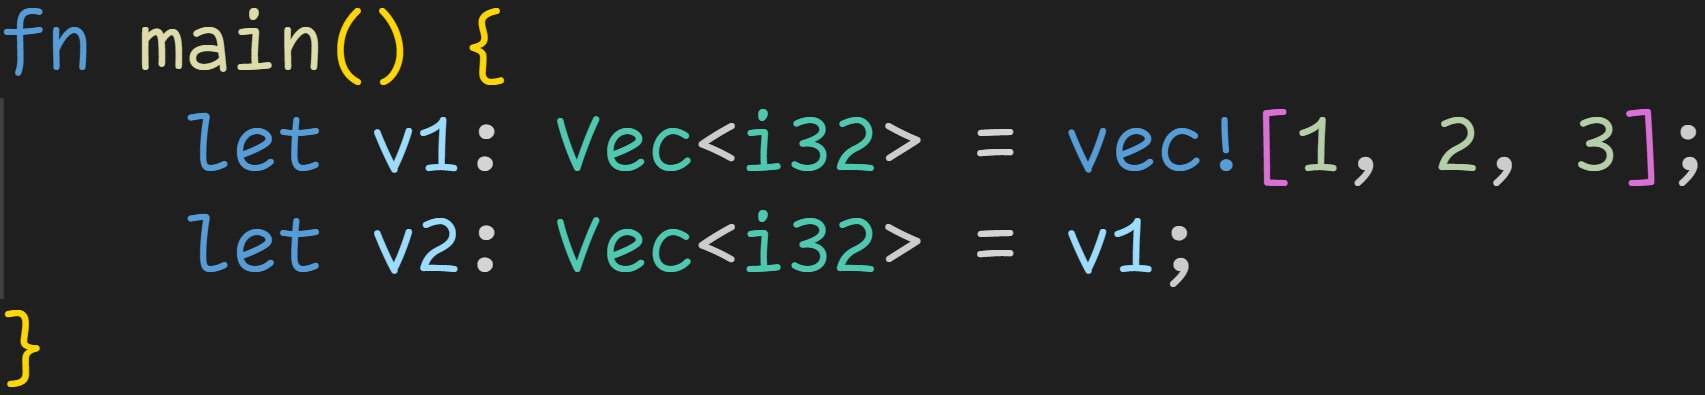 fn main() {
    let v1: Vec<i32> = vec![1, 2, 3];
    let v2: Vec<i32> = v1;
}